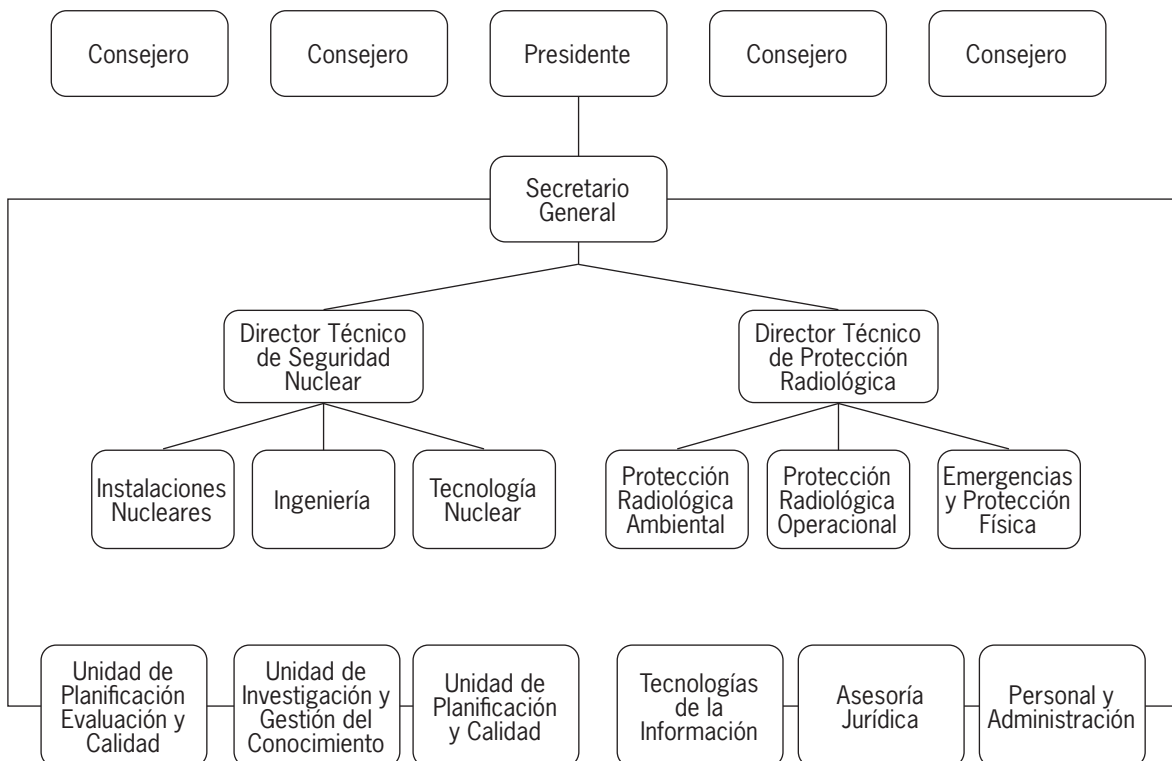 Consejero
Consejero
Presidente
Consejero
Consejero
Secretario
General
Director Técnico
de Seguridad
Nuclear
Director Técnico
de Protección
Radiológica
Instalaciones
Nucleares
Ingeniería
Tecnología
Nuclear
Protección
Radiológica
Ambiental
Protección
Radiológica
Operacional
Emergencias
y Protección
Física
Unidad de
Planificación
Evaluación y
Calidad
Unidad de
Investigación y
Gestión del
Conocimiento
Unidad de
Planificación
y Calidad
Tecnologías
de la
Información
Asesoría
Jurídica
Personal y
Administración